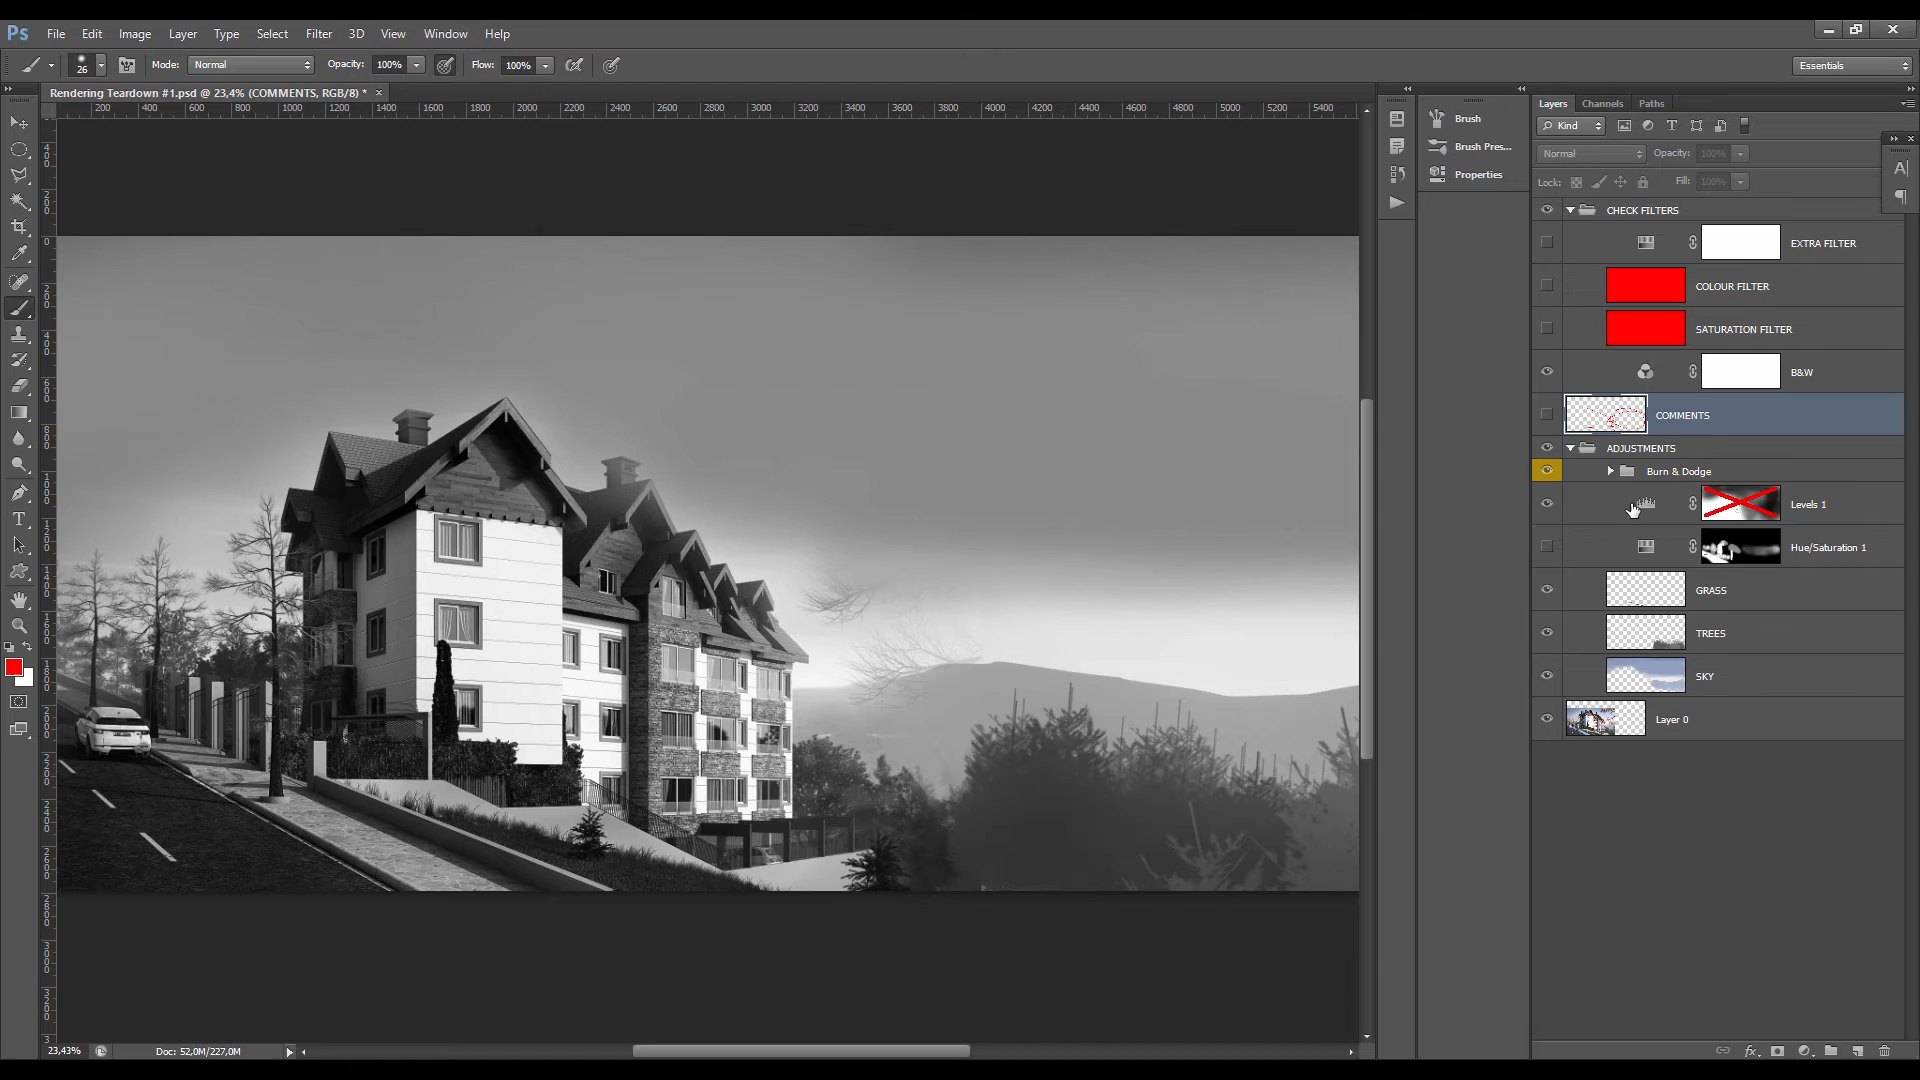 Ps File Edit Image Layer Type Select Filter 3D View Window Help
26 Mode: Normal Opacity: 100% Flow: 100% Essentials
Rendering Teardown #1.psd @ 23,4% (COMMENTS, RGB/8) * ×
200 400 600 800 1000 1200 1400 1600 1800 2000 2200 2400 2600 2800 3000 3200 3400 3600 3800 4000 4200 4400 4600 4800 5000 5200 5400
Brush
Brush Pres...
Properties
Layers Channels Paths
Kind
Normal Opacity: 100%
Lock: Fill: 100%
CHECK FILTERS
EXTRA FILTER
COLOUR FILTER
SATURATION FILTER
B&W
COMMENTS
ADJUSTMENTS
Burn & Dodge
Levels 1
Hue/Saturation 1
GRASS
TREES
SKY
Layer 0
23,43% Doc: 52,0M/227,0M